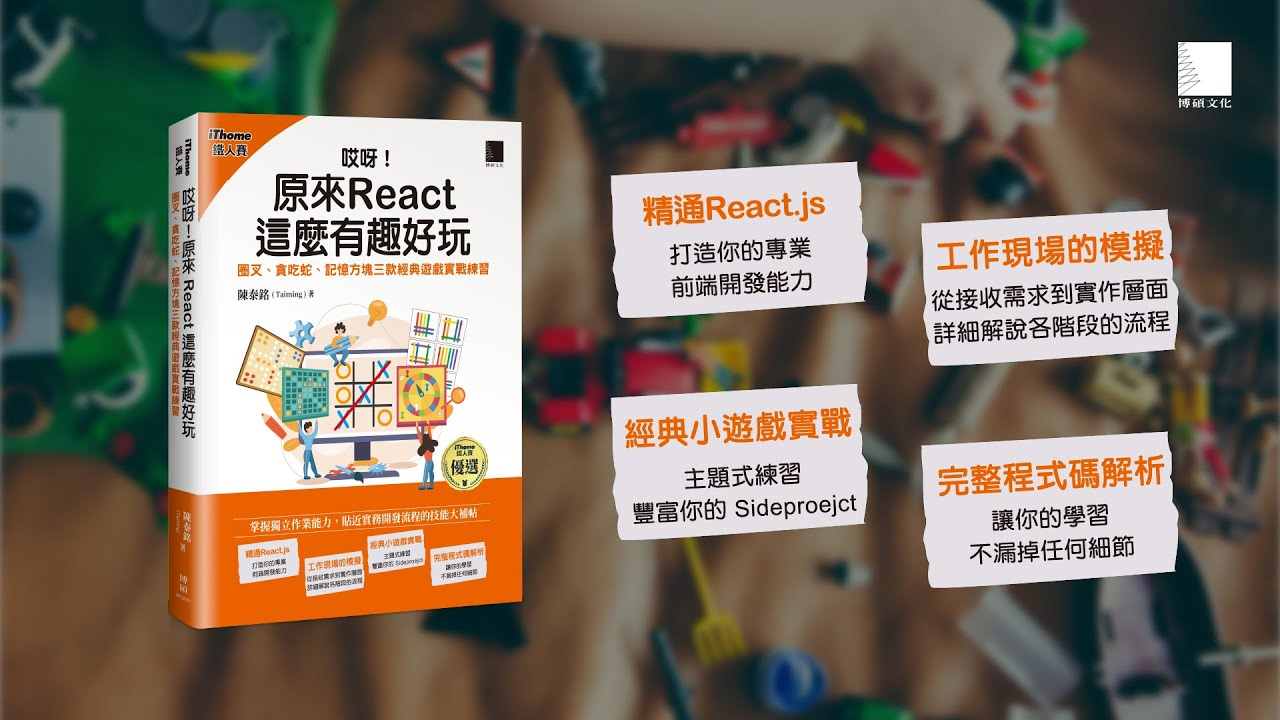 博碩文化
iThome
鐵人賽
哎呀！
原來React
這麼有趣好玩
圈叉、貪吃蛇、記憶方塊三款經典遊戲實戰練習
陳泰銘(Taiming) 著
博碩文化
iThome
鐵人賽
優選
掌握獨立作業能力，貼近實務開發流程的技能大補帖
精通React.js
打造你的專業
前端開發能力
工作現場的模擬
從接收需求到實作層面
詳細解說各階段的流程
經典小遊戲實戰
主題式練習
豐富你的 Sideproejct
完整程式碼解析
讓你的學習
不漏掉任何細節
iThome
鐵人賽
哎呀！原來 React 這麼有趣好玩
圈叉、貪吃蛇、記憶方塊三款經典遊戲實戰練習
陳泰銘
著
博碩
精通React.js
打造你的專業
前端開發能力
工作現場的模擬
從接收需求到實作層面
詳細解說各階段的流程
經典小遊戲實戰
主題式練習
豐富你的 Sideproejct
完整程式碼解析
讓你的學習
不漏掉任何細節